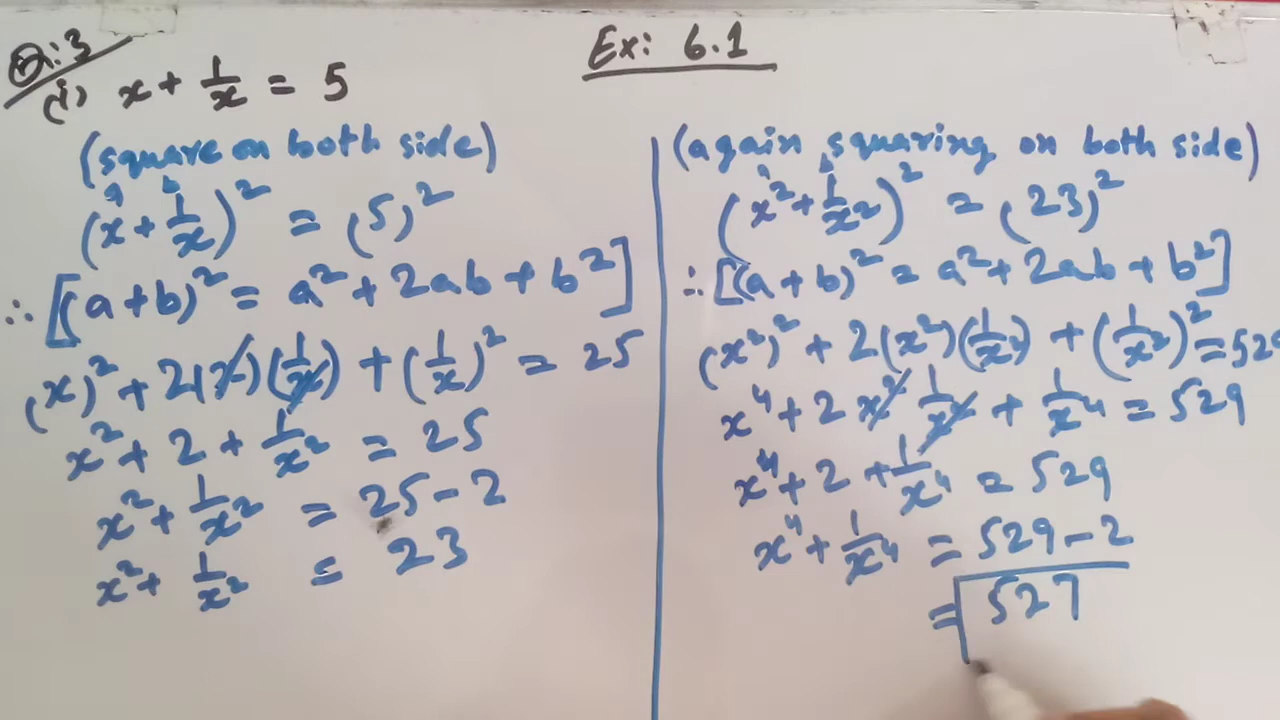 Ex: 6.1
Q:3
(i) x + 1/x = 5
(square on both side)
(x + 1/x)² = (5)²
∴ [(a+b)² = a² + 2ab + b²]
(x)² + 2(x)(1/x) + (1/x)² = 25
x² + 2 + 1/x² = 25
x² + 1/x² = 25 - 2
x² + 1/x² = 23
(again squaring on both side)
(x² + 1/x²)² = (23)²
∴ [(a+b)² = a² + 2ab + b²]
(x²)² + 2(x²)(1/x²) + (1/x²)² = 529
x⁴ + 2 x² 1/x² + 1/x⁴ = 529
x⁴ + 2 + 1/x⁴ = 529
x⁴ + 1/x⁴ = 529 - 2
= 527